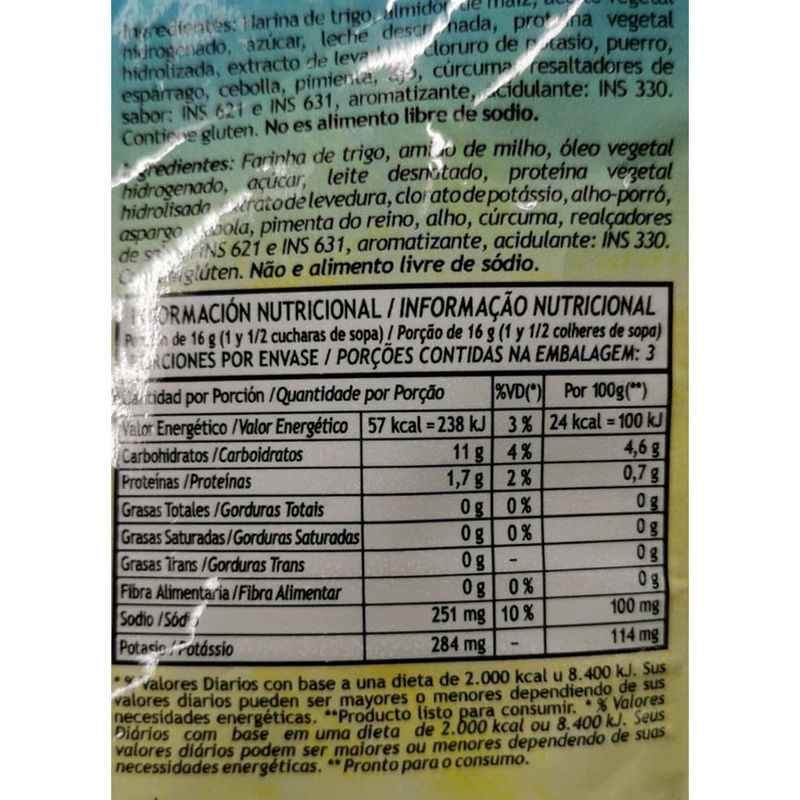 Ingredientes: Harina de trigo, almidón de maíz, vegetal
hidrogenado, azúcar, leche descremada, proteína vegetal
hidrolizada, extracto de cloruro de potasio, puerro,
espárrago, cebolla, pimienta, ajo, cúrcuma, resaltadores de
sabor: INS 621 e INS 631, aromatizante, acidulante: INS 330.
Contiene gluten. No es alimento libre de sodio.
Ingredientes: Farinha de trigo, amido de milho, óleo vegetal
hidrogenado, açúcar, leite desnatado, proteína vegetal
hidrolisada extrato de levedura, clorato de potássio, alho-porró,
aspargo cebola, pimenta do reino, alho, cúrcuma, realçadores
de INS 621 e INS 631, aromatizante, acidulante: INS 330.
glúten. Não e alimento livre de sódio.
INFORMACIÓN NUTRICIONAL / INFORMAÇÃO NUTRICIONAL
Porción de 16 g (1 y 1/2 cucharas de sopa) / Porção de 16 g (1 y 1/2 colheres de sopa)
PORCIONES POR ENVASE / PORÇÕES CONTIDAS NA EMBALAGEM: 3
Cantidad por Porción / Quantidade por Porção %VD(*) Por 100g(**)
Valor Energético / Valor Energético 57 kcal = 238 kJ 3 % 24 kcal = 100 kJ
Carbohidratos / Carboidratos 11 g 4 % 4,6 g
Proteínas / Proteínas 1,7 g 2 % 0,7 g
Grasas Totales / Gorduras Totais 0 g 0% 0 g
Grasas Saturadas / Gorduras Saturadas 0 g 0% 0 g
Grasas Trans / Gorduras Trans 0 g - 0 g
Fibra Alimentaria / Fibra Alimentar 0 g 0 % 0 g
Sodio / Sódio 251 mg 10 % 100 mg
Potasio / Potássio 284 mg - 114 mg
* % Valores Diarios con base a una dieta de 2.000 kcal u 8.400 kJ. Sus
valores diarios pueden ser mayores o menores dependiendo de sus
necesidades energéticas. **Producto listo para consumir. * % Valores
Diários com base em uma dieta de 2.000 kcal ou 8.400 kJ. Seus
valores diários podem ser maiores ou menores dependendo de suas
necessidades energéticas. ** Pronto para o consumo.